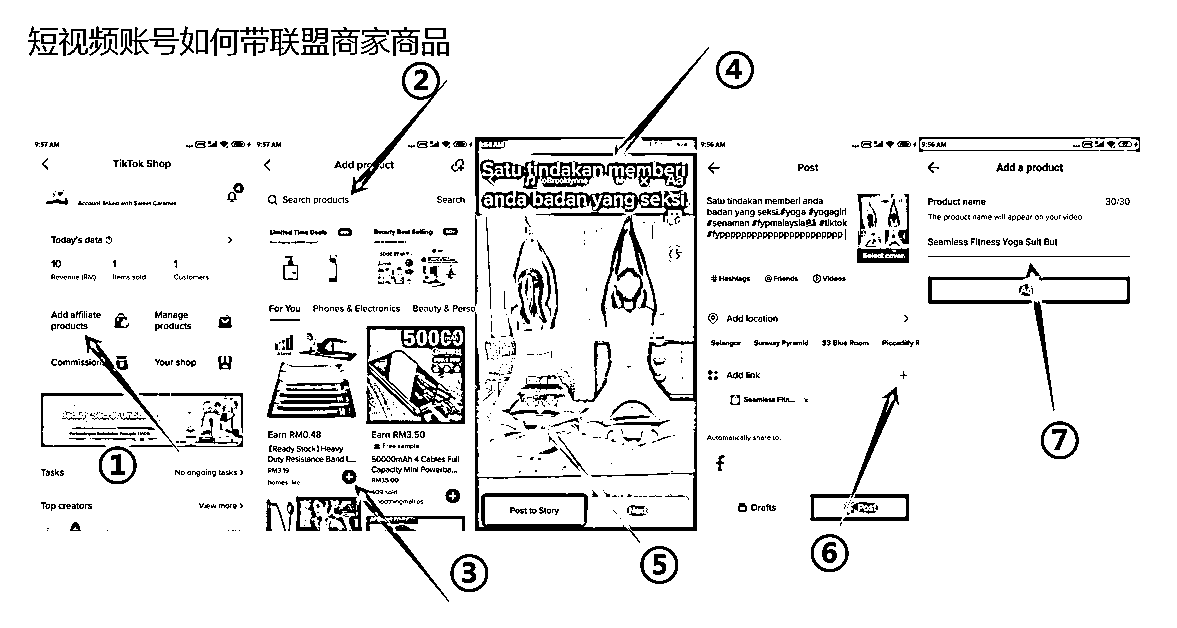 短视频账号如何带联盟商家商品
②
④
9:57 AM
TikTok Shop
4
Account linked with Sweet Caramel
Today's data
10
1
1
Revenue (RM)
Items sold
Customers
Add affiliate
products
Manage
products
Commission
Your shop
①
Tasks
No ongoing tasks
Top creators
View more
9:57 AM
Add product
Search products
Search
Limited Time Deals
Beauty Best Selling
For You
Phones & Electronics
Beauty & Perso
50000
Earn RM0.48
【Ready Stock】Heavy
Duty Resistance Band L...
RM3.19
Earn RM3.50
Free sample
50000mAh 4 Cables Full
Capacity Mini Powerba...
RM35.00
③
Satu tindakan memberi
anda badan yang seksi
Aa
Post to Story
Next
⑤
9:56 AM
Post
Satu tindakan memberi anda
badan yang seksi.#yoga #yogagirl
#senaman #fypmalaysia #tiktok
#fyppppppppppppppppppppppp
Select cover
# Hashtags
@ Friends
Videos
Add location
Selangor
Sunway Pyramid
33 Blue Room
Piccadilly R
Add link
+
Seamless Fitn...
x
Automatically share to:
Drafts
Post
⑥
9:56 AM
Add a product
Product name
30/30
The product name will appear on your video
Seamless Fitness Yoga Suit But
Add
⑦